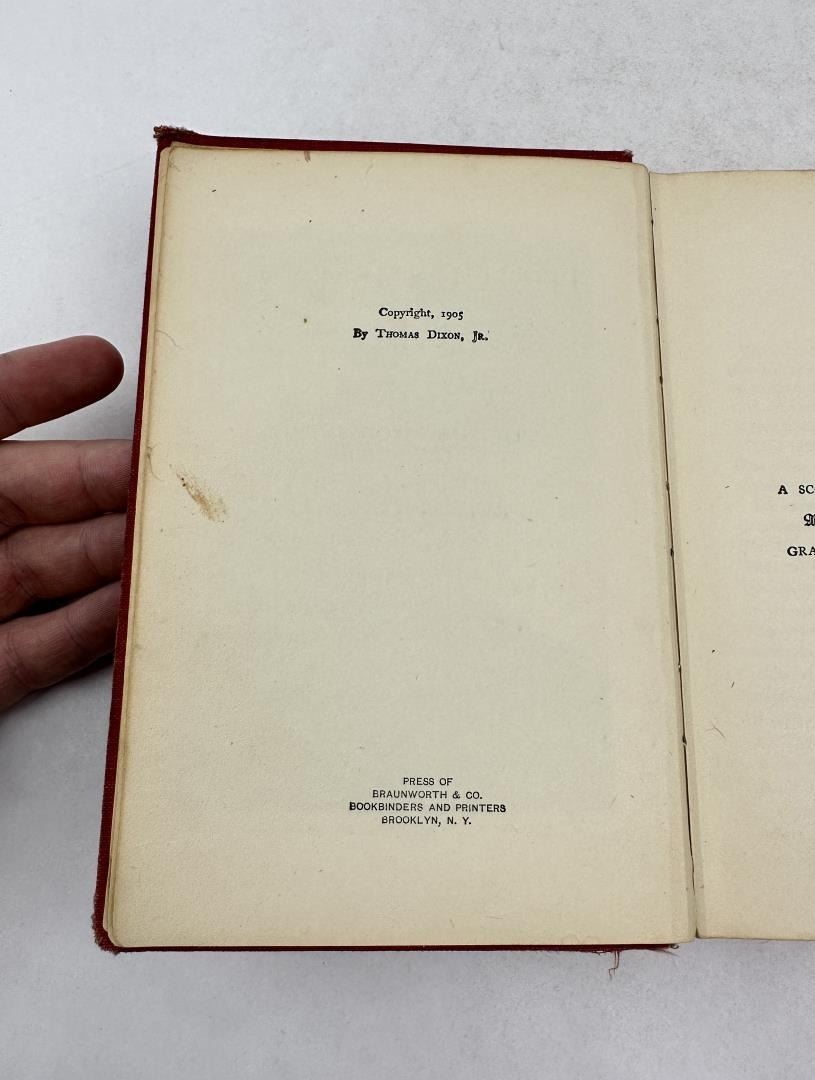 Copyright, 1905
By Thomas Dixon, Jr.
PRESS OF
BRAUNWORTH & CO.
BOOKBINDERS AND PRINTERS
BROOKLYN, N. Y.
A